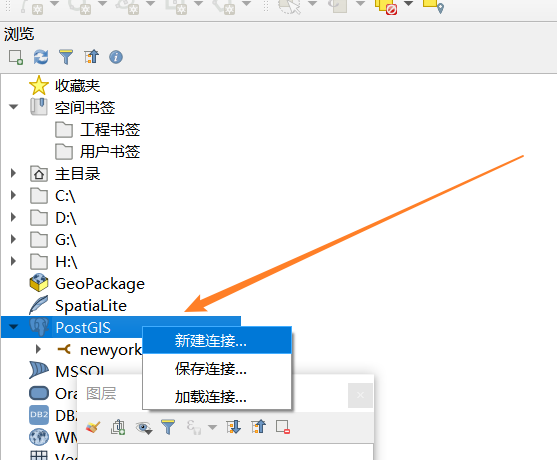 浏览
收藏夹
空间书签
工程书签
用户书签
主目录
C:\
D:\
G:\
H:\
GeoPackage
SpatiaLite
PostGIS
新建连接...
newyork
保存连接...
MSSQL
图层
加载连接...
Ora
DB2
DB2
WM